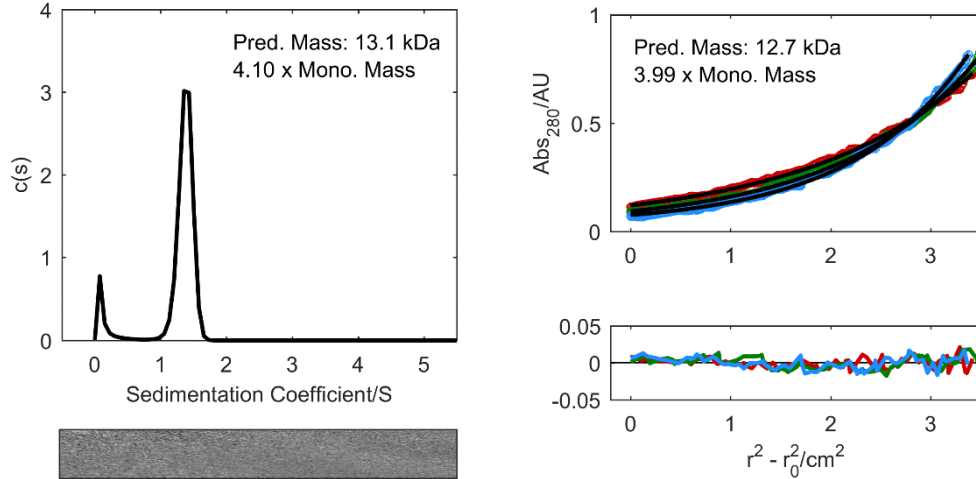 Pred. Mass: 13.1 kDa
4.10 x Mono. Mass
c(s)
4
3
2
1
0
0 1 2 3 4 5
Sedimentation Coefficient/S
Pred. Mass: 12.7 kDa
3.99 x Mono. Mass
Abs280/AU
1
0.5
0
0 1 2 3
0.05
0
-0.05
0 1 2 3
r² - r₀²/cm²